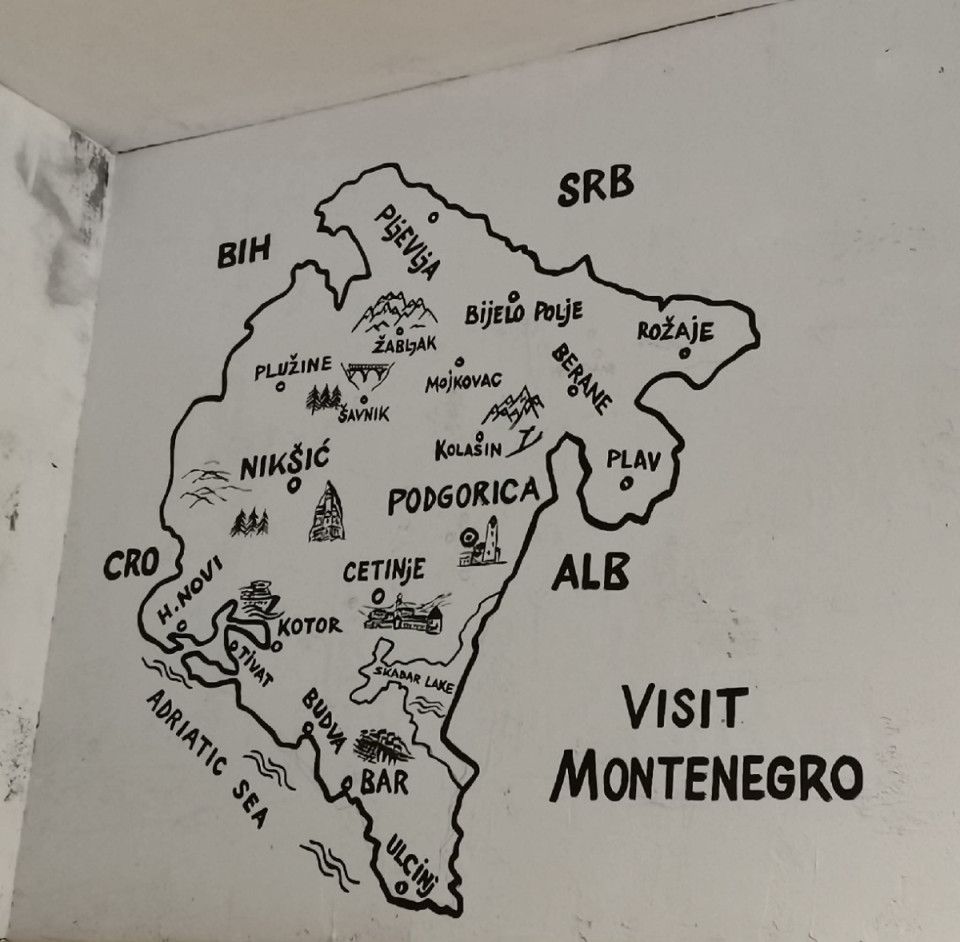 SRB
BIH
PLjEVLjA
BIJELO POLJE
ROŽAJE
ŽABLJAK
PLUŽINE
MOJKOVAC
BERANE
ŠAVNIK
KOLAŠIN
NIKŠIĆ
PLAV
PODGORICA
CRO
ALB
CETINJE
H. NOVI
KOTOR
TIVAT
SKADAR LAKE
ADRIATIC SEA
BUDVA
BAR
ULCINJ
VISIT
MONTENEGRO